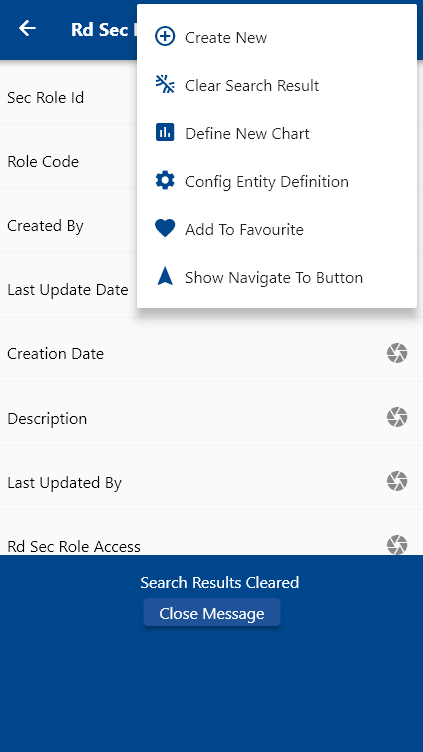 Rd Sec
Create New
Clear Search Result
Define New Chart
Config Entity Definition
Add To Favourite
Show Navigate To Button
Sec Role Id
Role Code
Created By
Last Update Date
Creation Date
Description
Last Updated By
Rd Sec Role Access
Search Results Cleared
Close Message